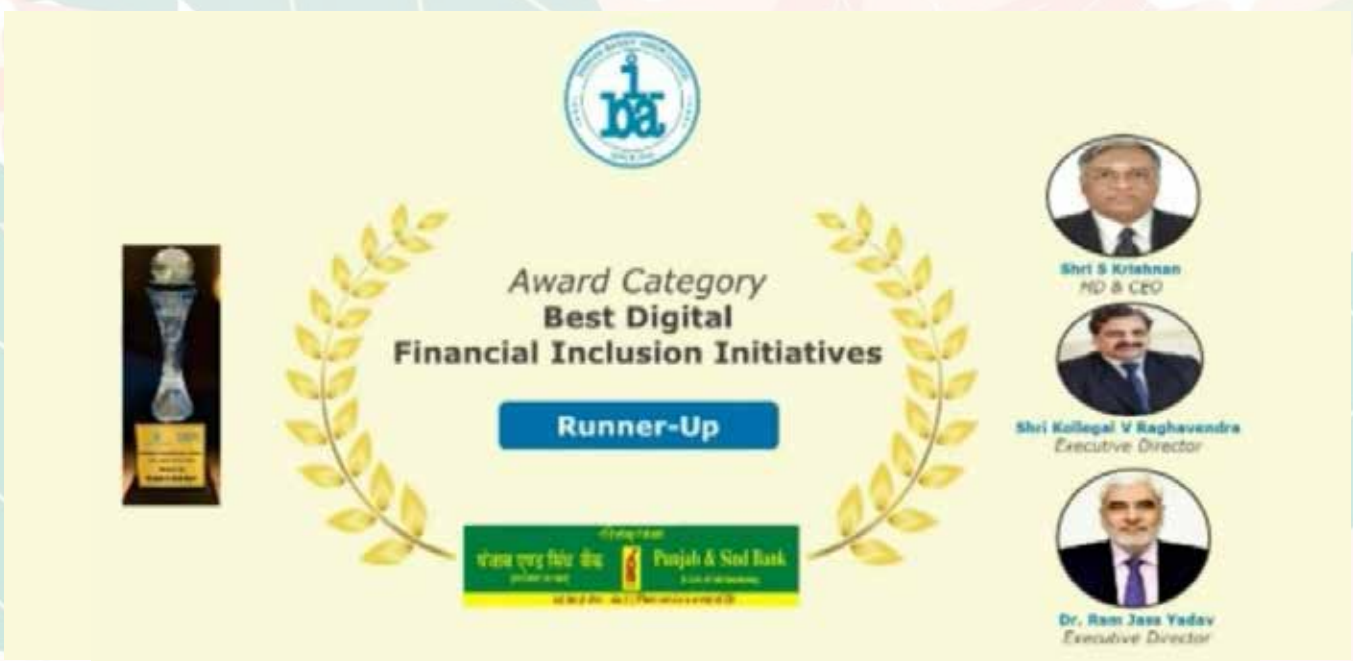 iba
Award Category
Best Digital
Financial Inclusion Initiatives
Runner-Up
पंजाब एण्ड सिंध बैंक
Punjab & Sind Bank
Shri S Krishnan
MD & CEO
Shri Kollegal V Raghavendra
Executive Director
Dr. Ram Jass Yadav
Executive Director